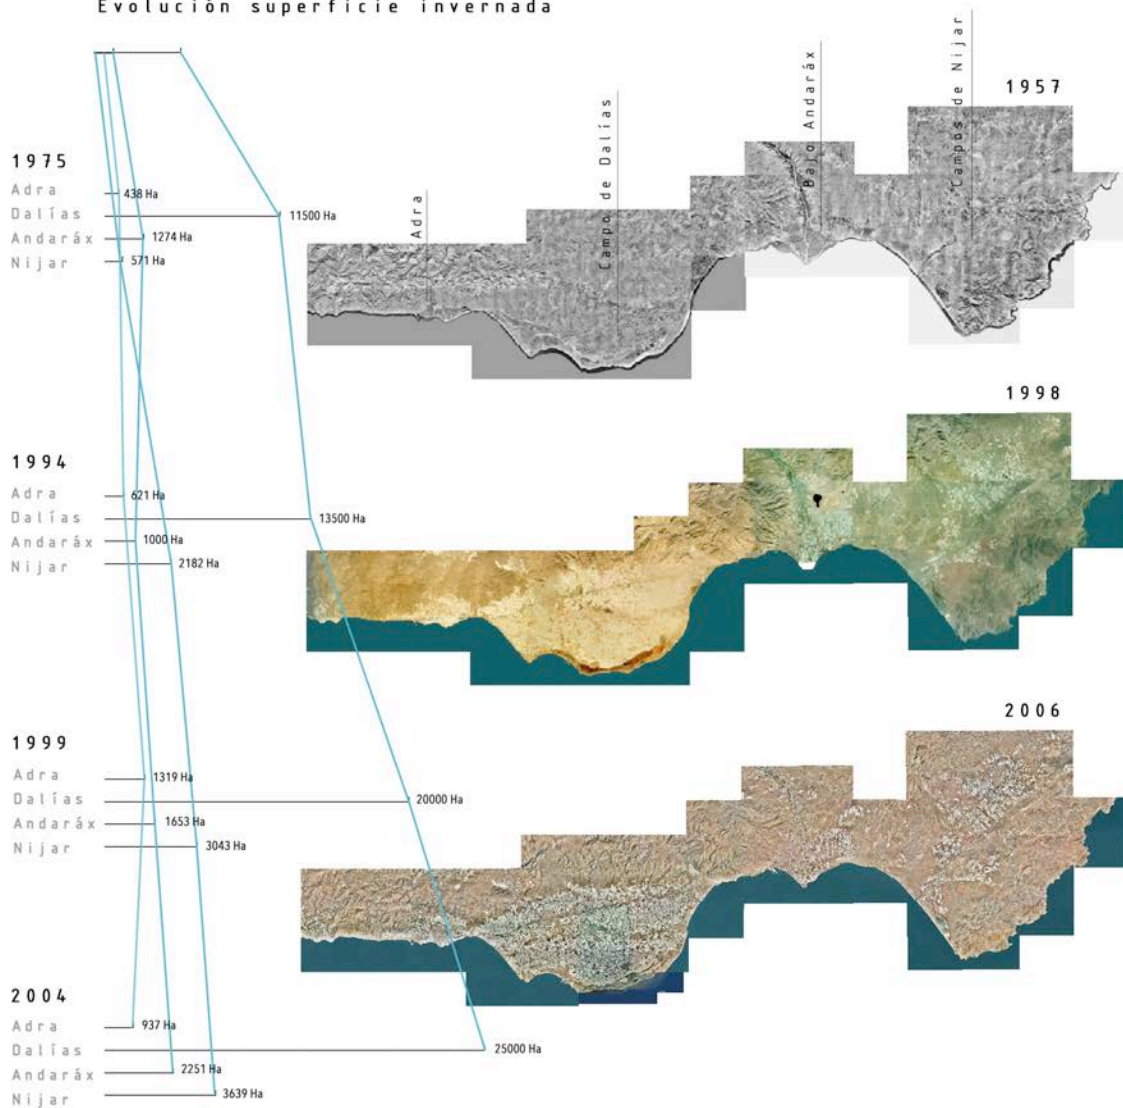 Evolución superficie invernada
1957
Adra
Campo de Dalías
Bajo Andaráx
Campos de Nijar
1975
Adra 438 Ha
Dalías 11500 Ha
Andaráx 1274 Ha
Nijar 571 Ha
1998
1994
Adra 621 Ha
Dalías 13500 Ha
Andaráx 1000 Ha
Nijar 2182 Ha
2006
1999
Adra 1319 Ha
Dalías 20000 Ha
Andaráx 1653 Ha
Nijar 3043 Ha
2004
Adra 937 Ha
Dalías 25000 Ha
Andaráx 2251 Ha
Nijar 3639 Ha